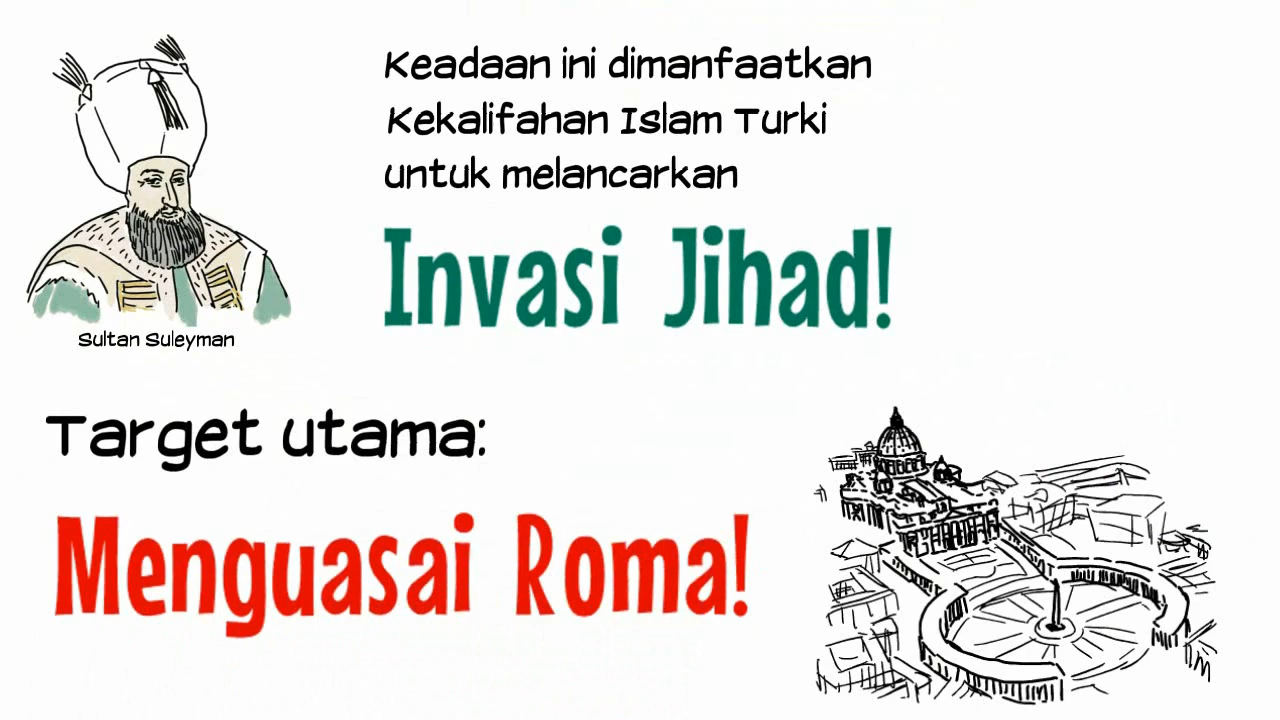 Keadaan ini dimanfaatkan
Kekalifahan Islam Turki
untuk melancarkan
Invasi Jihad!
Sultan Suleyman
Target utama:
Menguasai Roma!